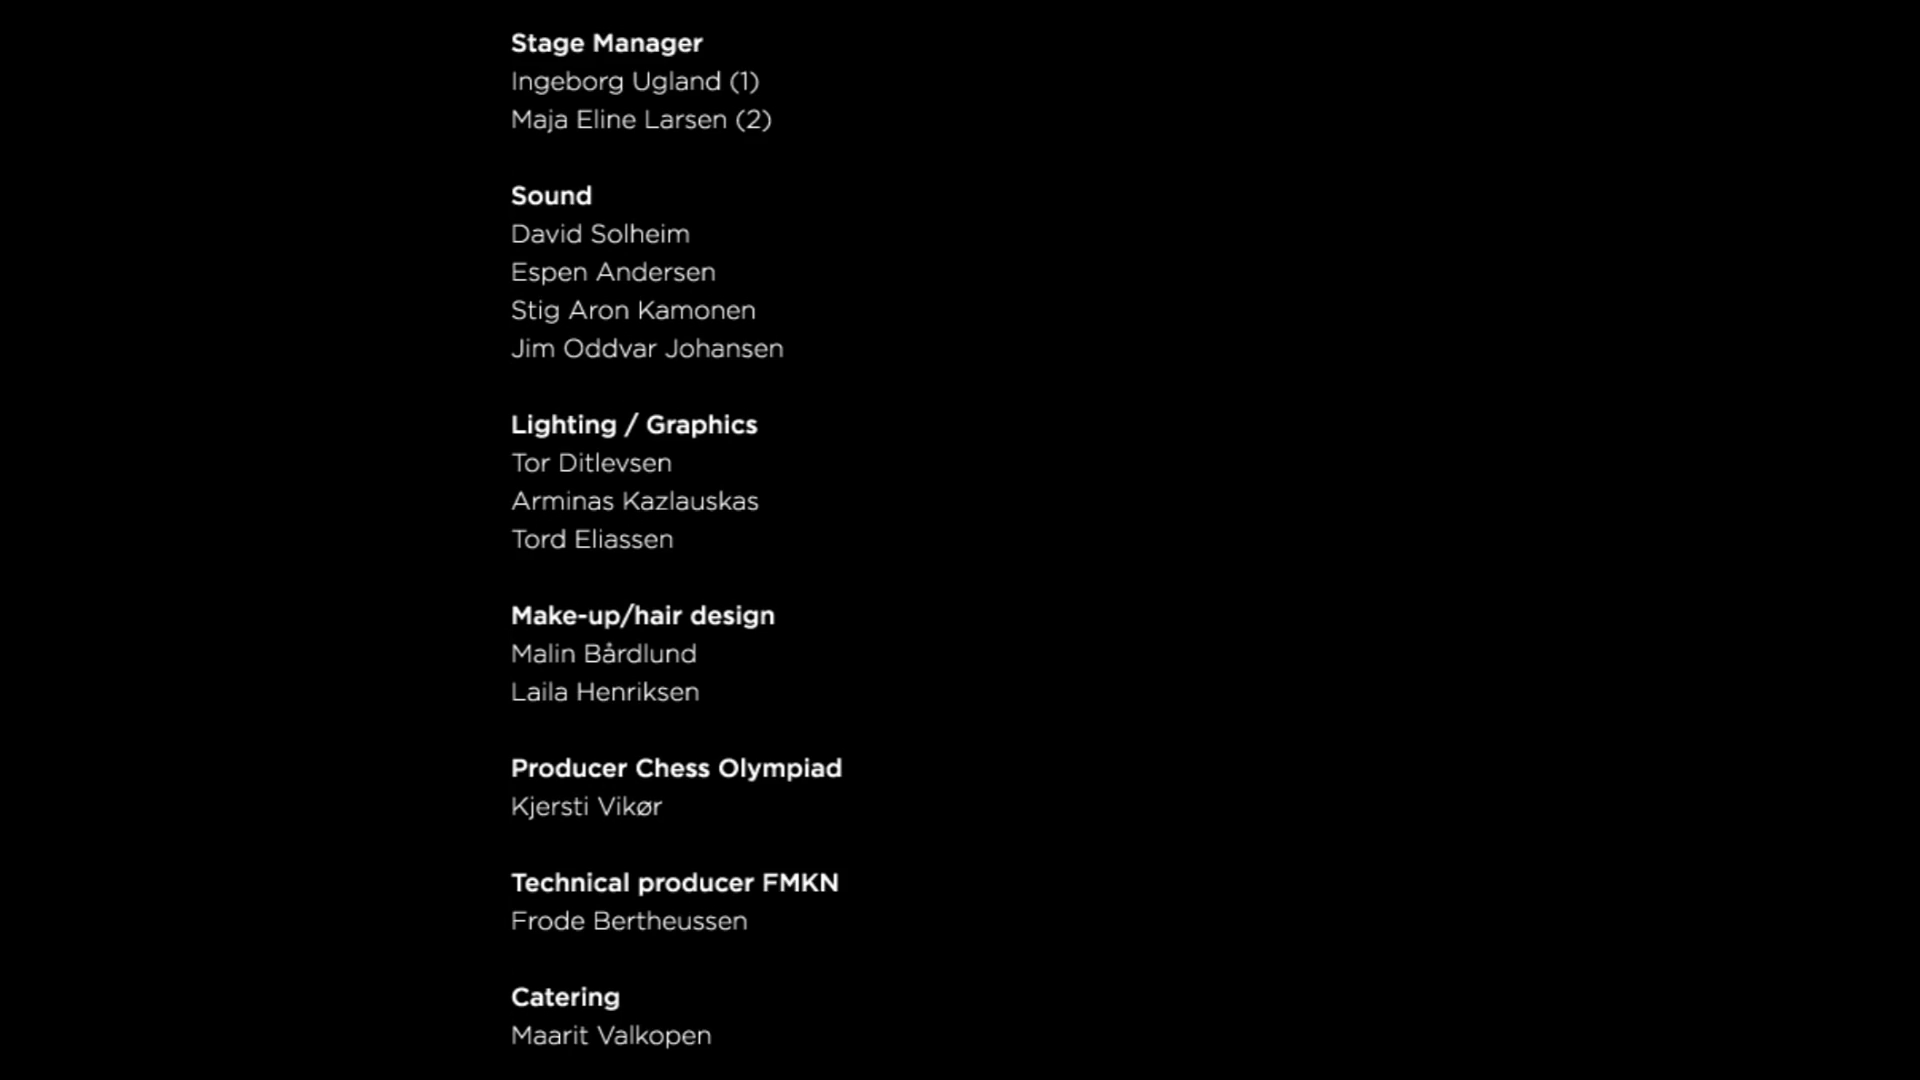 Stage Manager
Ingeborg Ugland (1)
Maja Eline Larsen (2)
Sound
David Solheim
Espen Andersen
Stig Aron Kamonen
Jim Oddvar Johansen
Lighting / Graphics
Tor Ditlevsen
Arminas Kazlauskas
Tord Eliassen
Make-up/hair design
Malin Bårdlund
Laila Henriksen
Producer Chess Olympiad
Kjersti Vikør
Technical producer FMKN
Frode Bertheussen
Catering
Maarit Valkopen